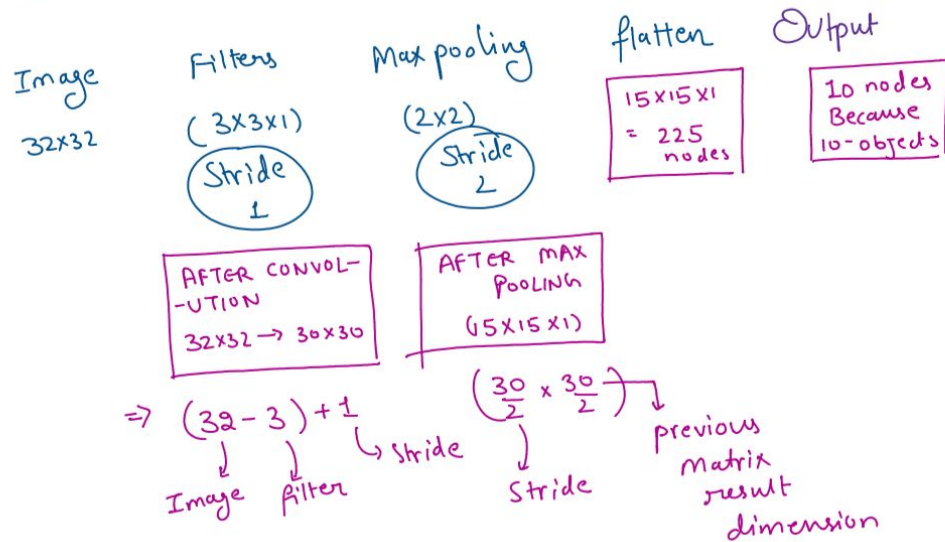 Image
32x32
Filters
(3x3x1)
Stride
1
Max pooling
(2x2)
Stride
2
flatten
15x15x1
= 225
nodes
Output
10 nodes
Because
10-objects
AFTER CONVOL-
-UTION
32x32 → 30x30
AFTER MAX
POOLING
(15x15x1)
⇒ (32 - 3) + 1
Image
filter
Stride
(30/2 x 30/2)
Stride
previous
matrix
result
dimension